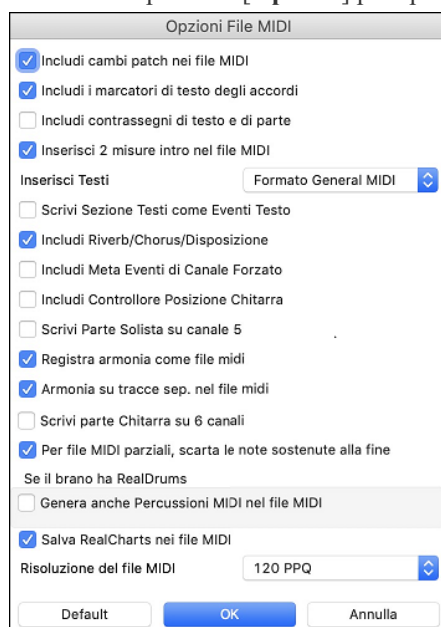 Opzioni File MIDI
Includi cambi patch nei file MIDI
Includi i marcatori di testo degli accordi
Includi contrassegni di testo e di parte
Inserisci 2 misure intro nel file MIDI
Inserisci Testi Formato General MIDI
Scrivi Sezione Testi come Eventi Testo
Includi Riverb/Chorus/Disposizione
Includi Meta Eventi di Canale Forzato
Includi Controllore Posizione Chitarra
Scrivi Parte Solista su canale 5
Registra armonia come file midi
Armonia su tracce sep. nel file midi
Scrivi parte Chitarra su 6 canali
Per file MIDI parziali, scarta le note sostenute alla fine
Se il brano ha RealDrums
Genera anche Percussioni MIDI nel file MIDI
Salva RealCharts nei file MIDI
Risoluzione del file MIDI 120 PPQ
Default OK Annulla